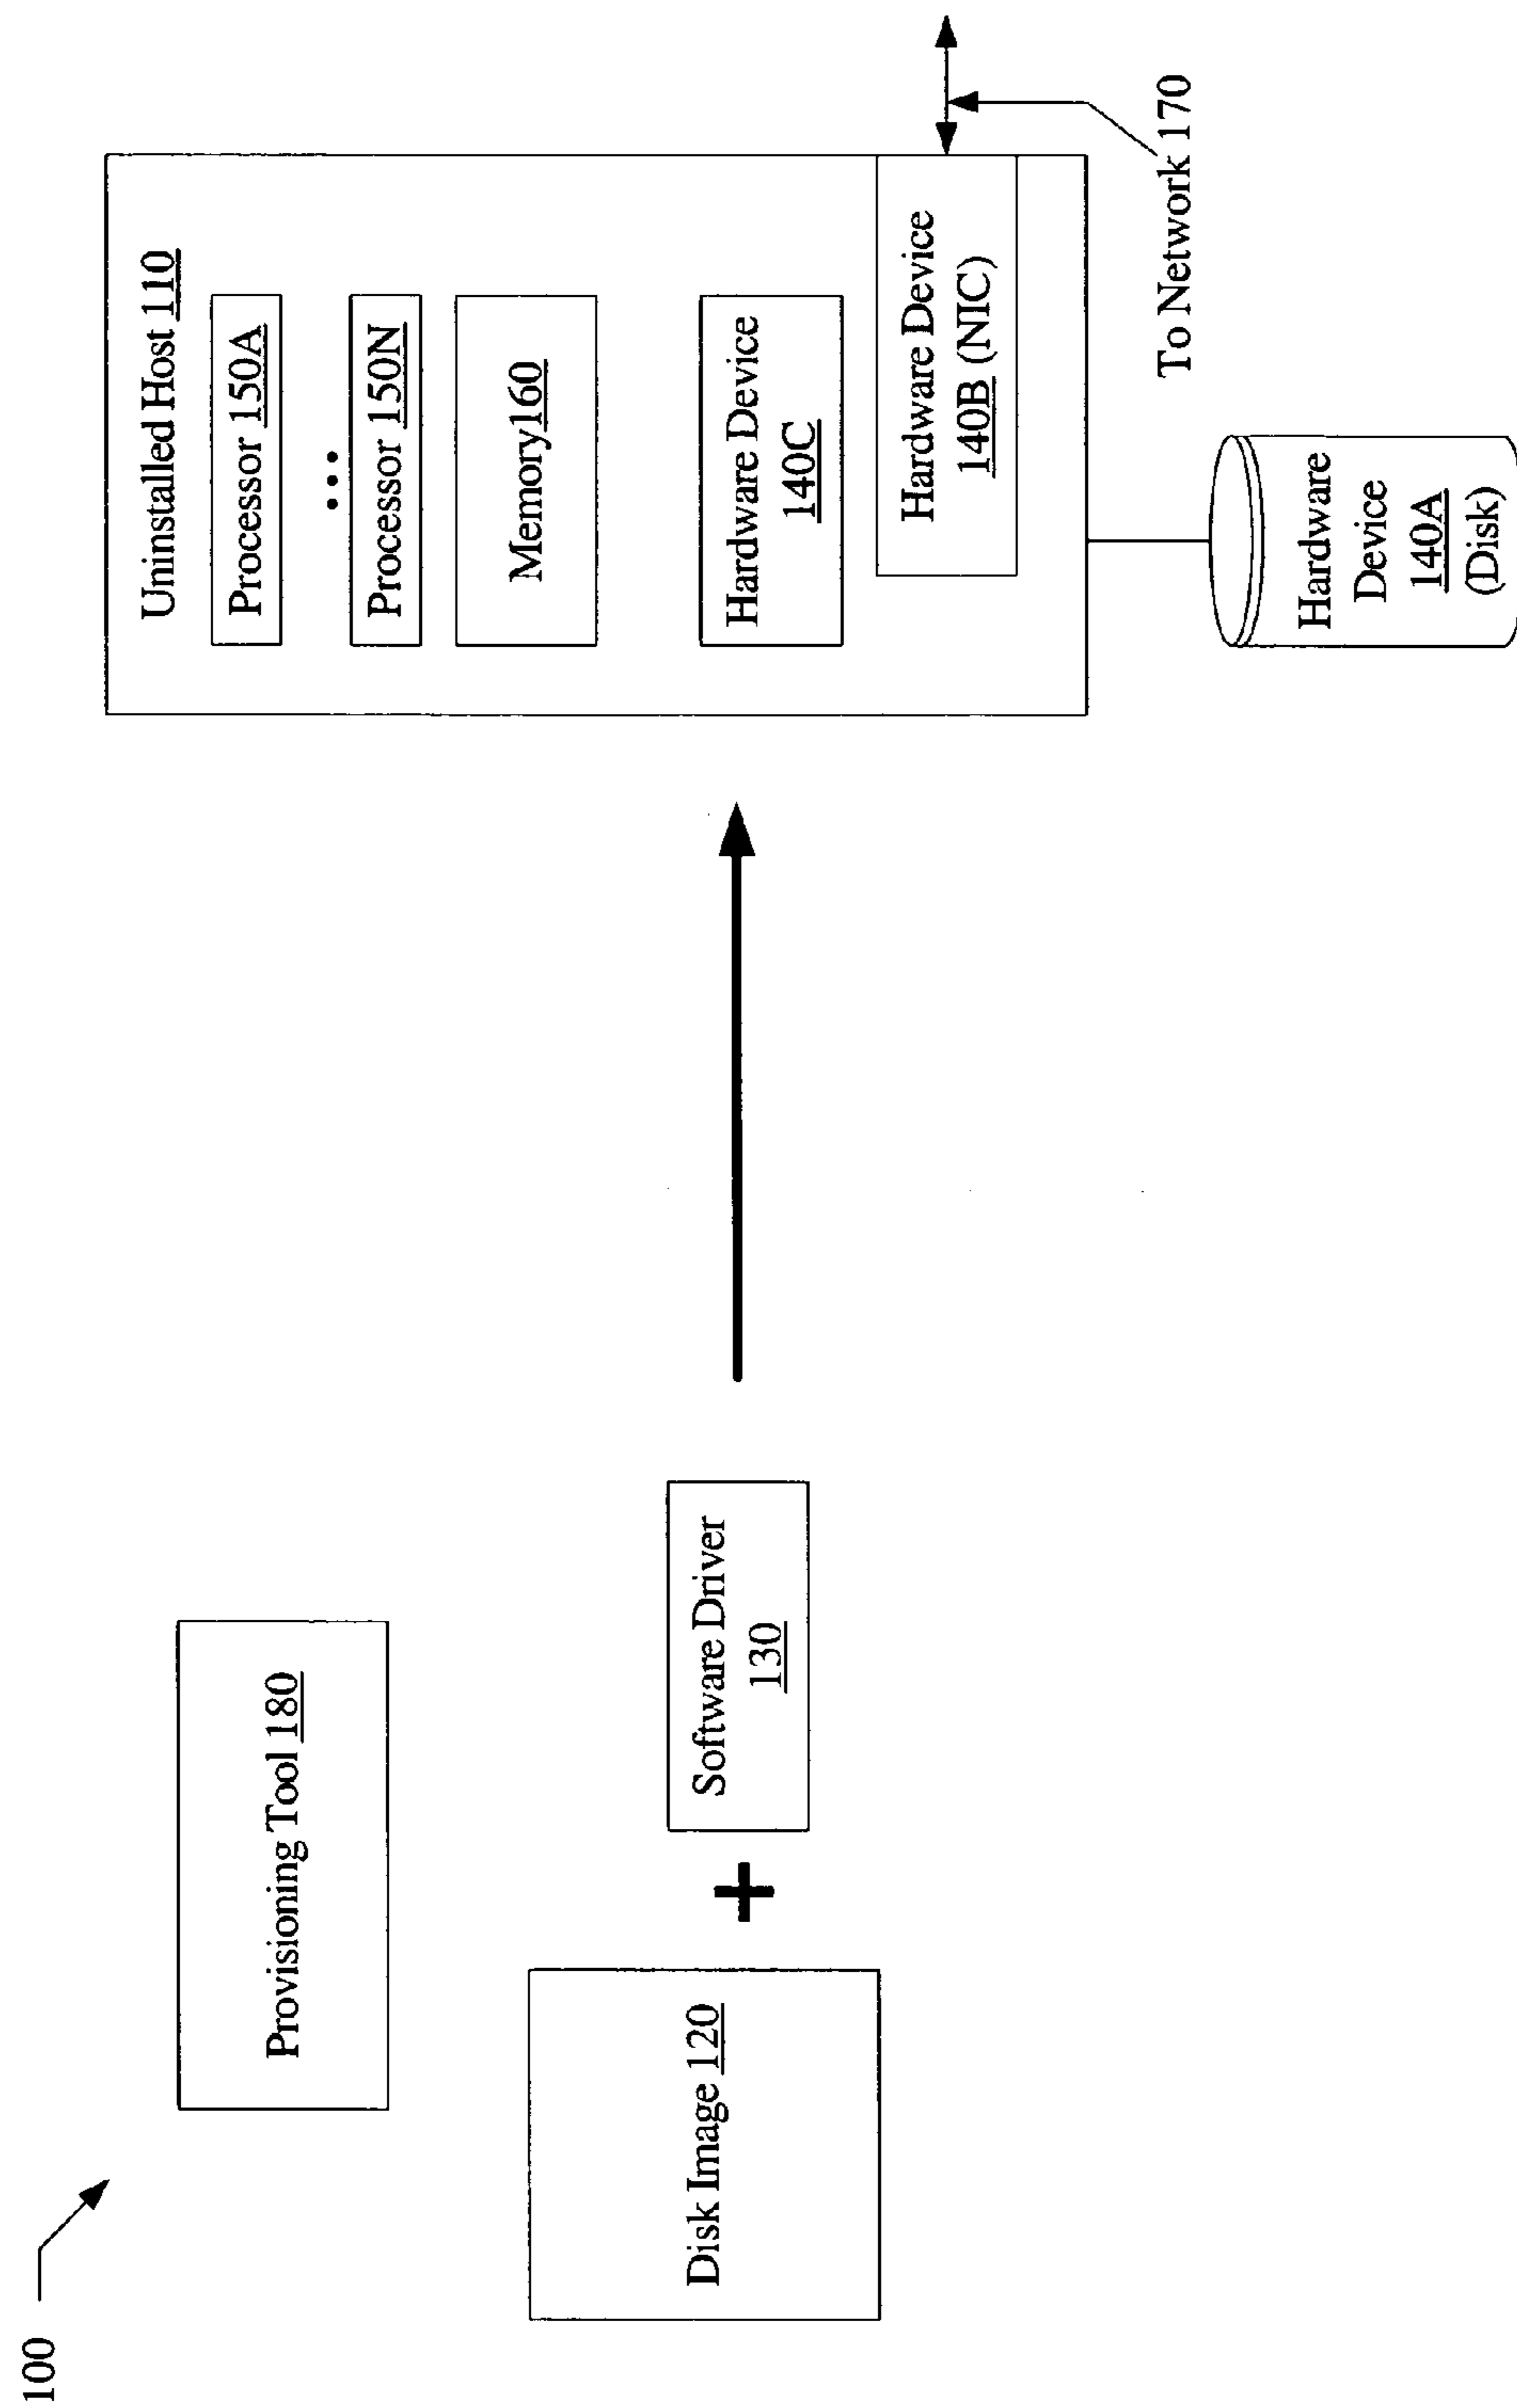 100
Provisioning Tool 180
Disk Image 120
+
Software Driver
130
Uninstalled Host 110
Processor 150A
...
Processor 150N
Memory160
Hardware Device
140C
Hardware Device
140B (NIC)
To Network 170
Hardware
Device
140A
(Disk)